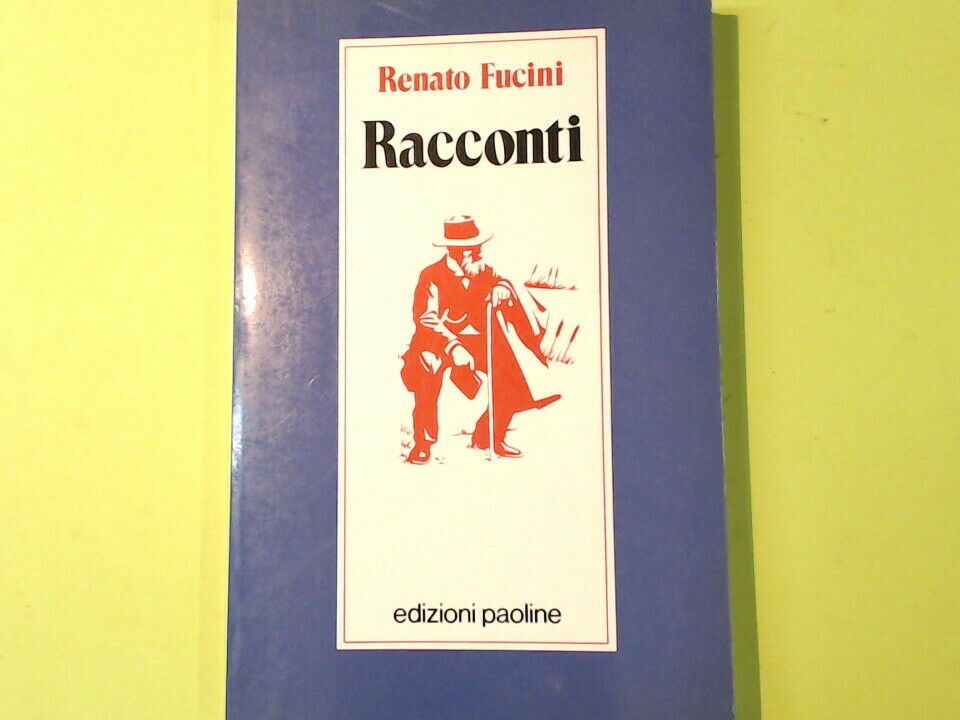 Renato Fucini
Racconti
edizioni paoline